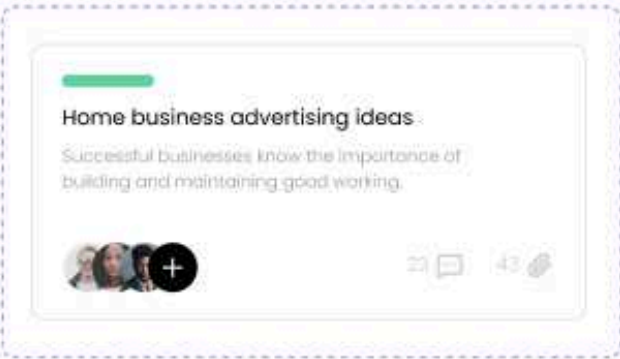 Home business advertising ideas
Successful businesses know the importance of
building and maintaining good working.
23 43